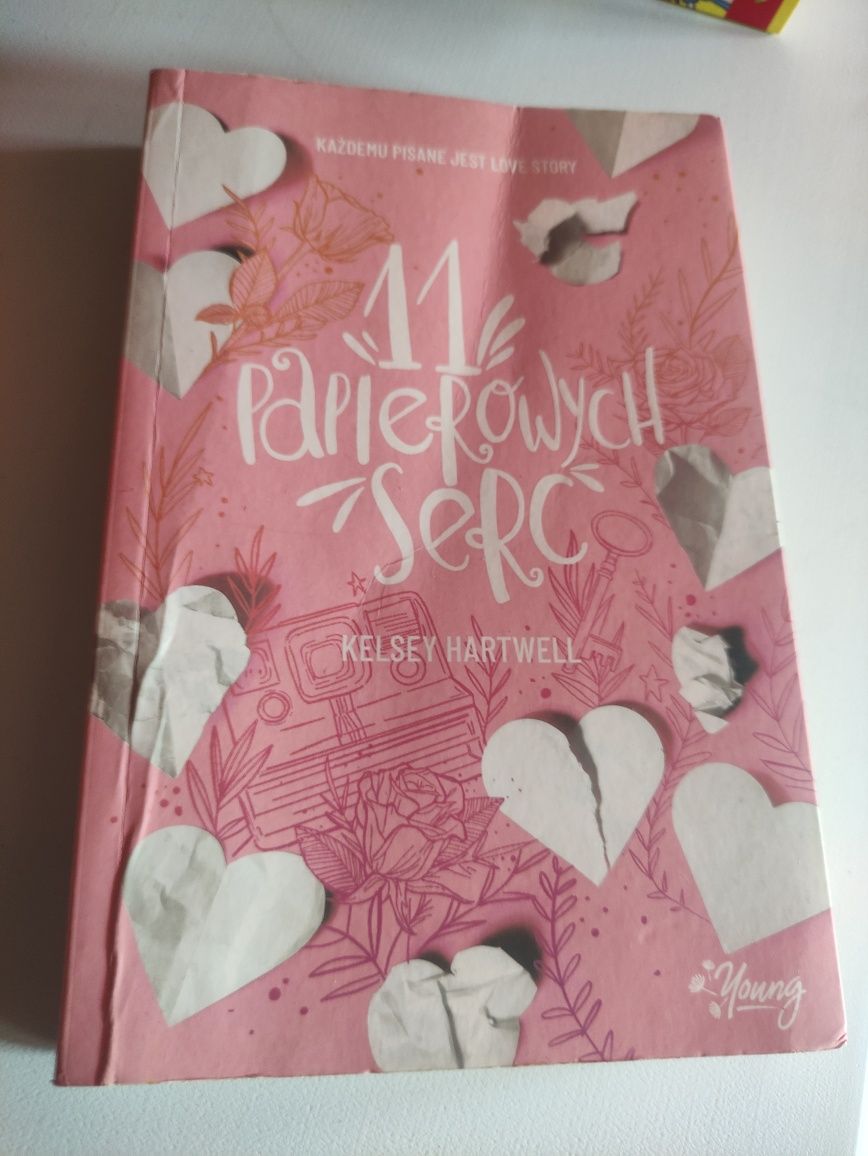 KAŻDEMU PISANE JEST LOVE STORY
11
PAPIEROWYCH
SERC
KELSEY HARTWELL
Young